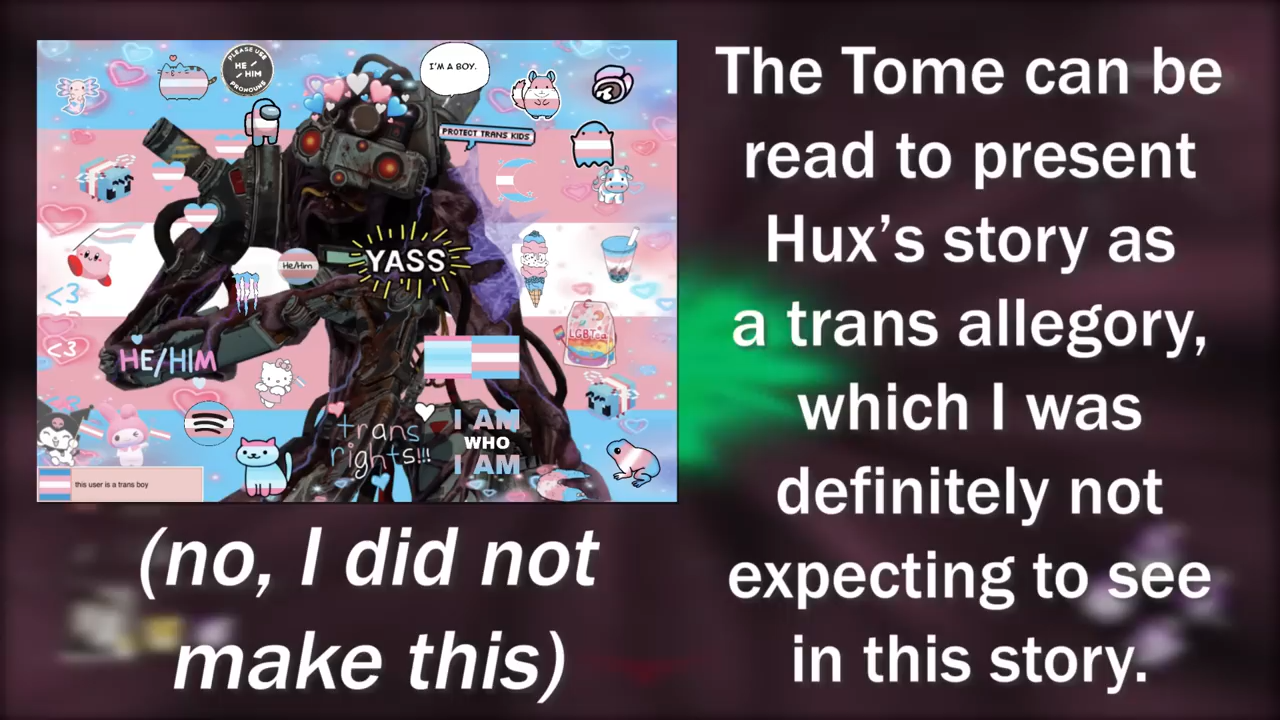 PLEASE USE
HE / HIM
PRONOUNS
I'M A BOY.
PROTECT TRANS KIDS
YASS
He/Him
<3
<3
HE/HIM
LGBTea
trans
rights!!!
I AM
WHO
I AM
this user is a trans boy
(no, I did not
make this)
The Tome can be
read to present
Hux’s story as
a trans allegory,
which I was
definitely not
expecting to see
in this story.